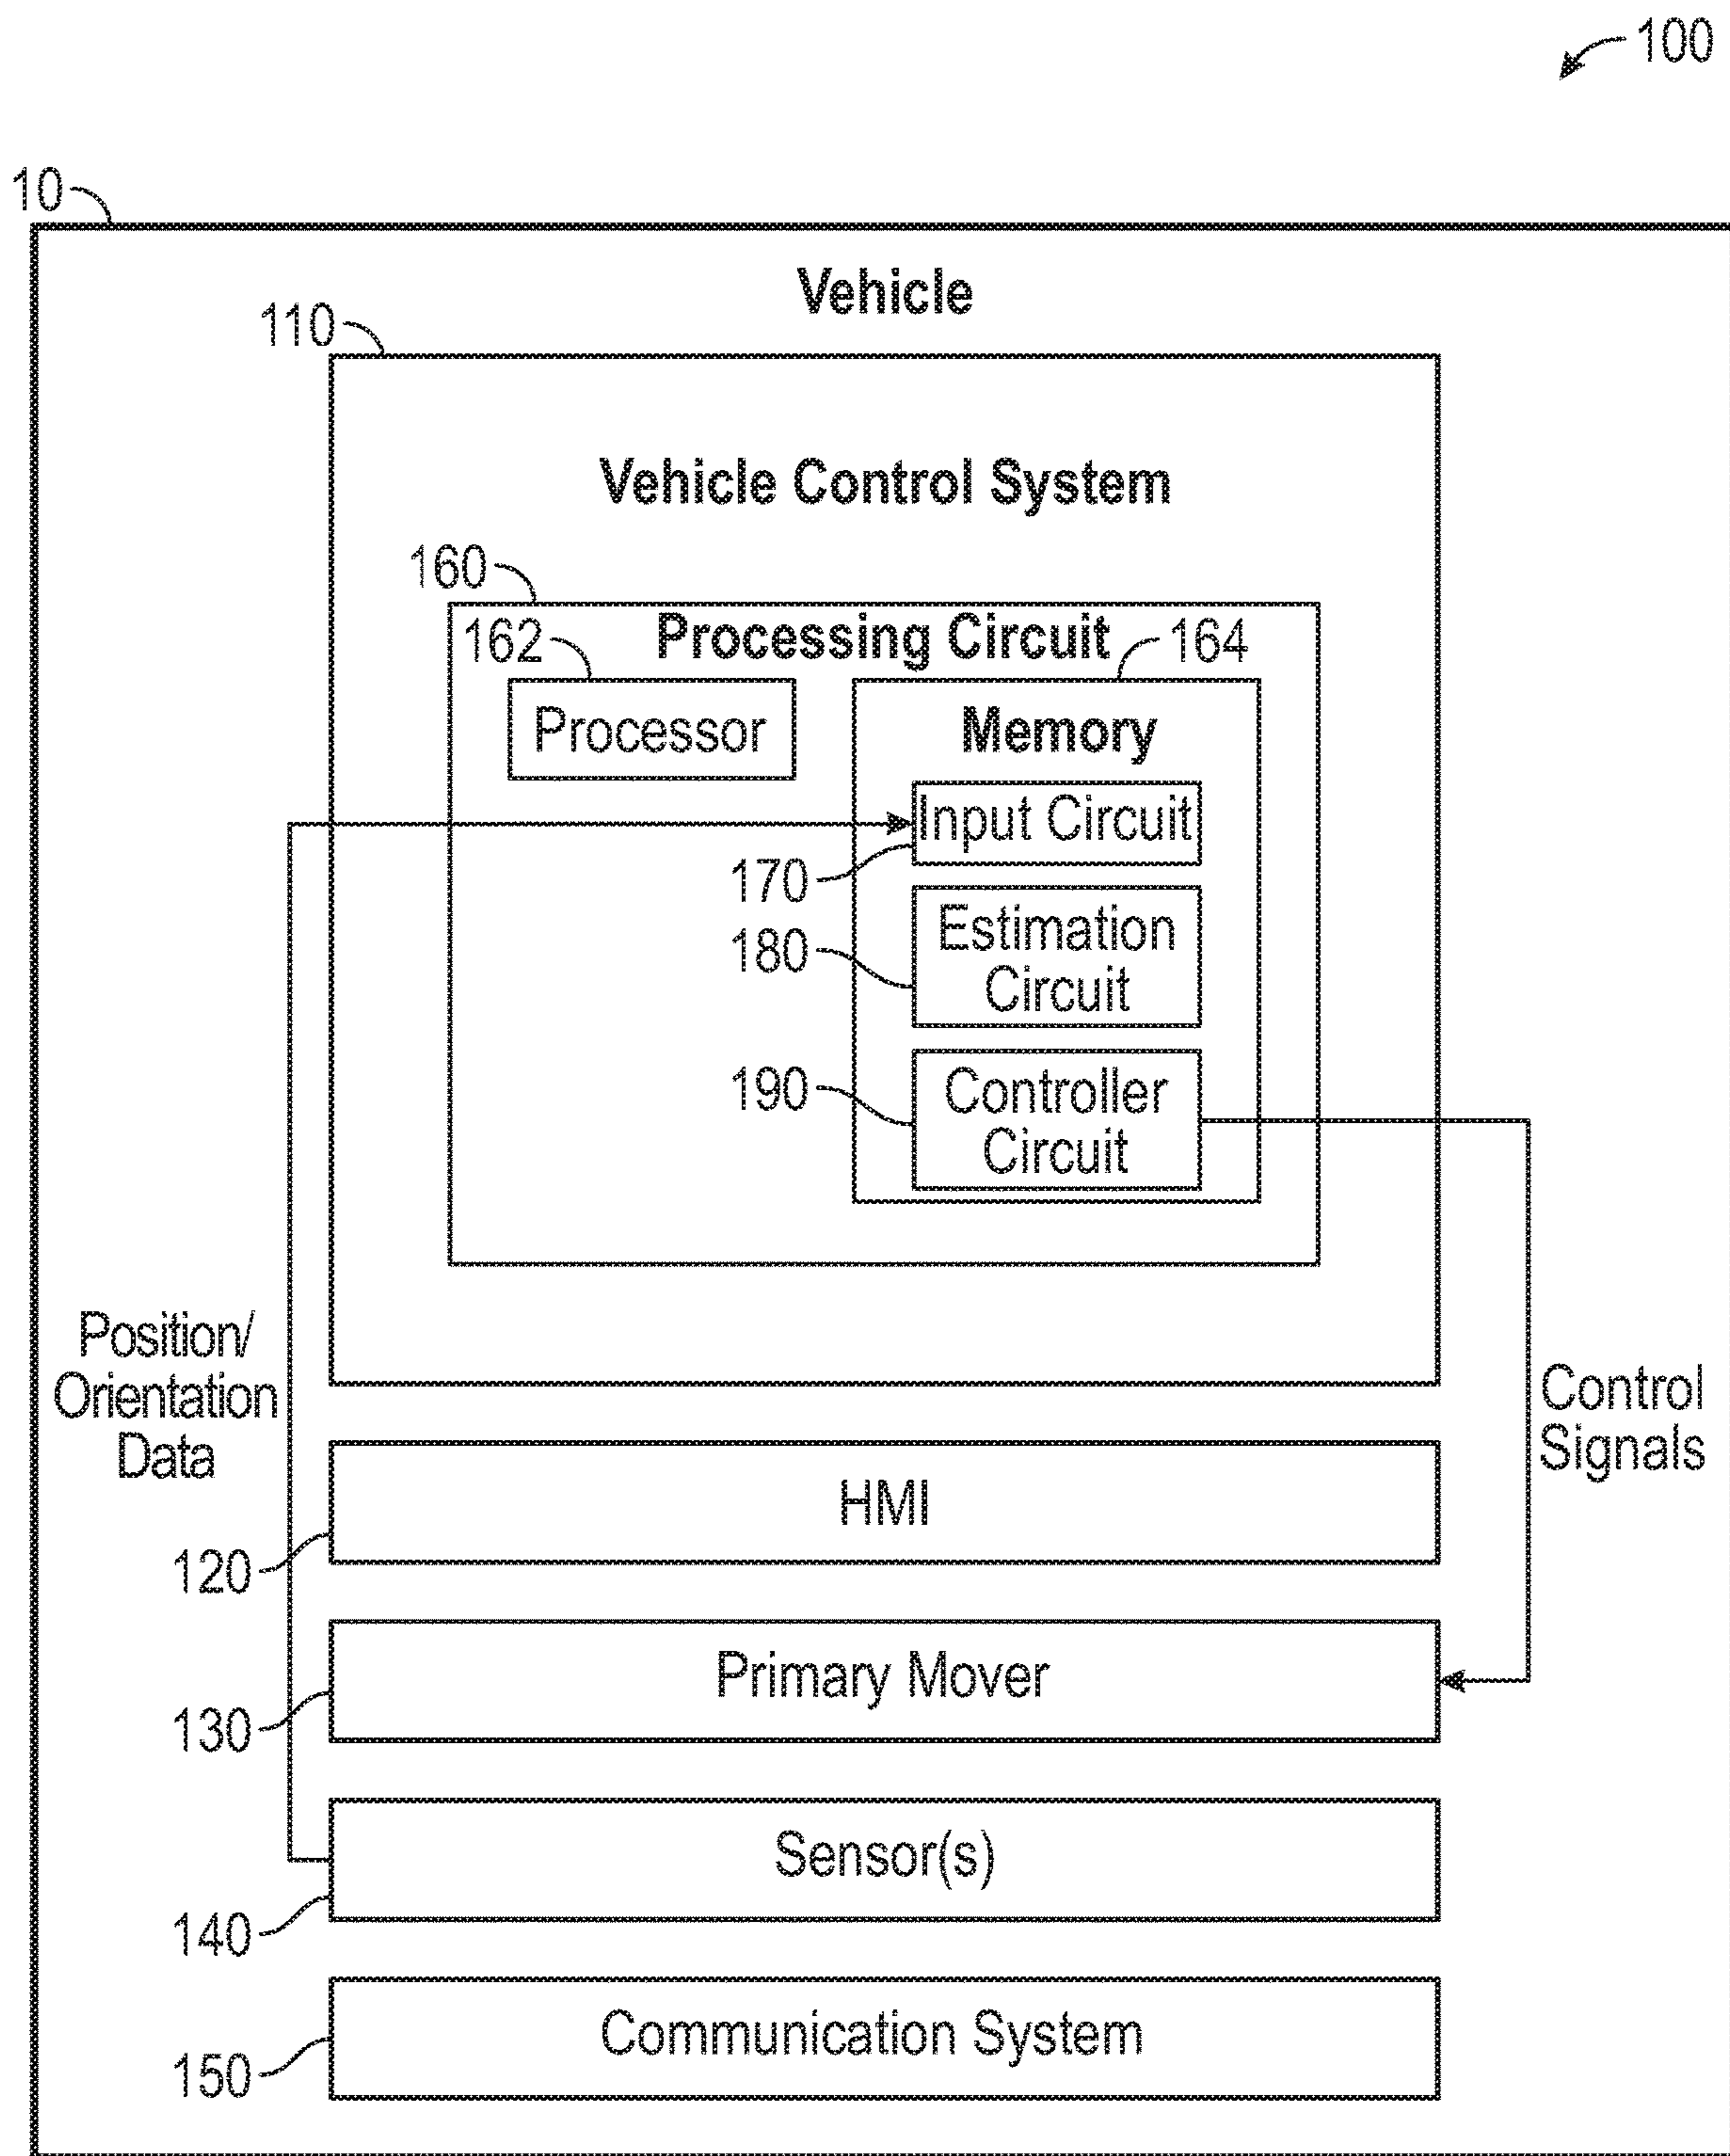 100
10
Vehicle
110
Vehicle Control System
160
Processing Circuit
162
164
Processor
Memory
Input Circuit
170
Estimation
Circuit
180
Controller
Circuit
190
Position/
Orientation
Data
Control
Signals
HMI
120
Primary Mover
130
Sensor(s)
140
Communication System
150